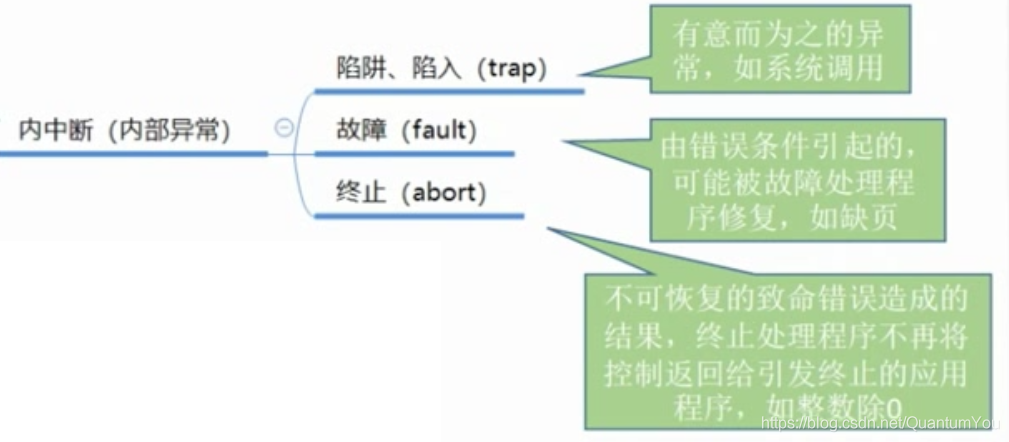 有意而为之的异
常，如系统调用
陷阱、陷入（trap）
内中断（内部异常）
故障（fault）
由错误条件引起的，
可能被故障处理程
序修复，如缺页
终止（abort）
不可恢复的致命错误造成的
结果，终止处理程序不再将
控制返回给引发终止的应用
程序，如整数除0
https://blog.csdn.net/QuantumYou